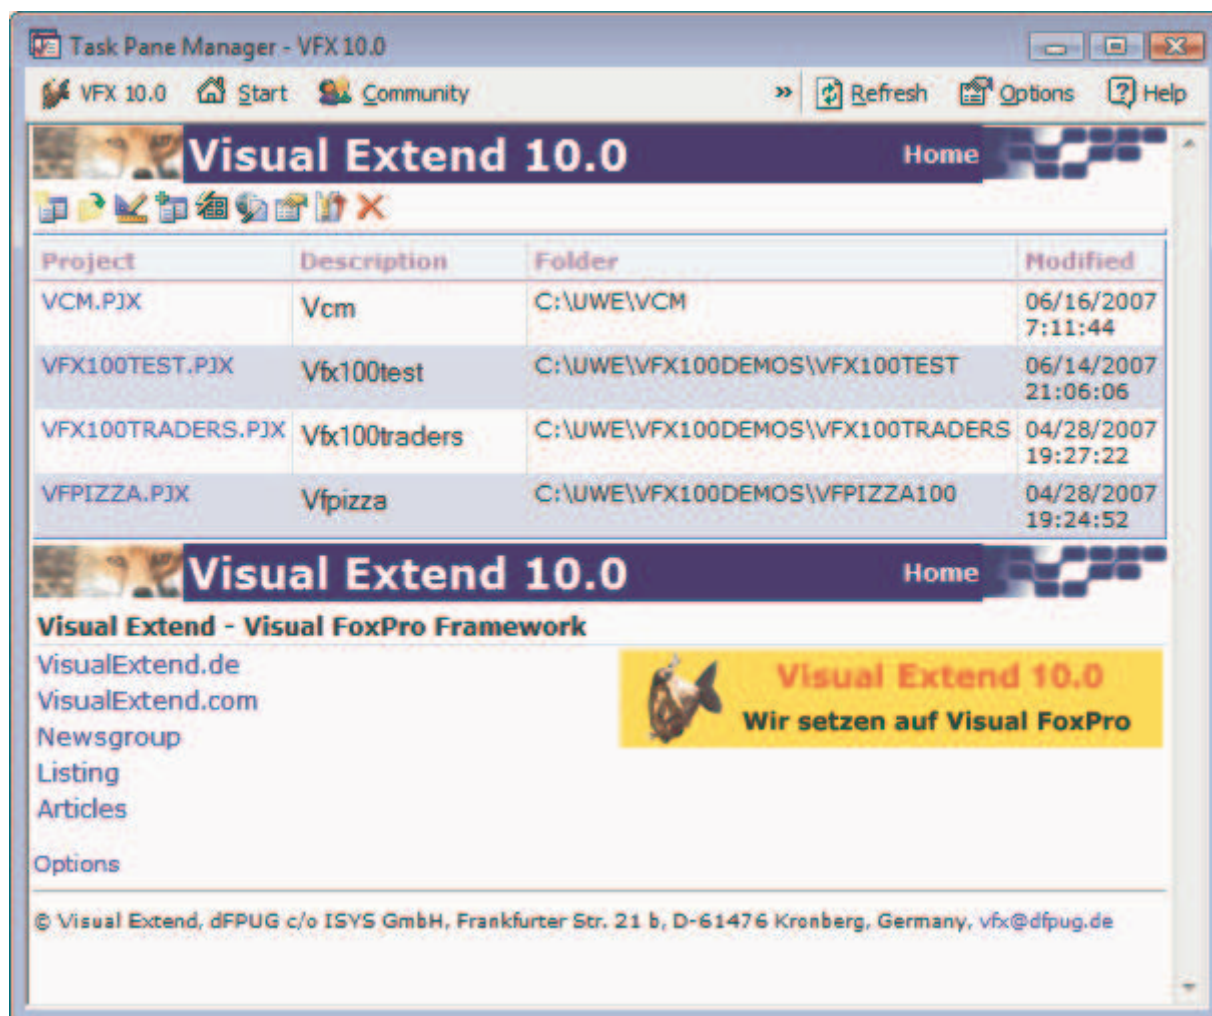 Task Pane Manager - VFX 10.0
VFX 10.0 Start Community » Refresh Options Help
Visual Extend 10.0 Home
Project Description Folder Modified
VCM.PJX Vcm C:\UWE\VCM 06/16/2007
7:11:44
VFX100TEST.PJX Vfx100test C:\UWE\VFX100DEMOS\VFX100TEST 06/14/2007
21:06:06
VFX100TRADERS.PJX Vfx100traders C:\UWE\VFX100DEMOS\VFX100TRADERS 04/28/2007
19:27:22
VFPIZZA.PJX Vfpizza C:\UWE\VFX100DEMOS\VFPIZZA100 04/28/2007
19:24:52
Visual Extend 10.0 Home
Visual Extend - Visual FoxPro Framework
VisualExtend.de
VisualExtend.com
Newsgroup
Listing
Articles
Visual Extend 10.0
Wir setzen auf Visual FoxPro
Options
© Visual Extend, dFPUG c/o ISYS GmbH, Frankfurter Str. 21 b, D-61476 Kronberg, Germany, vfx@dfpug.de